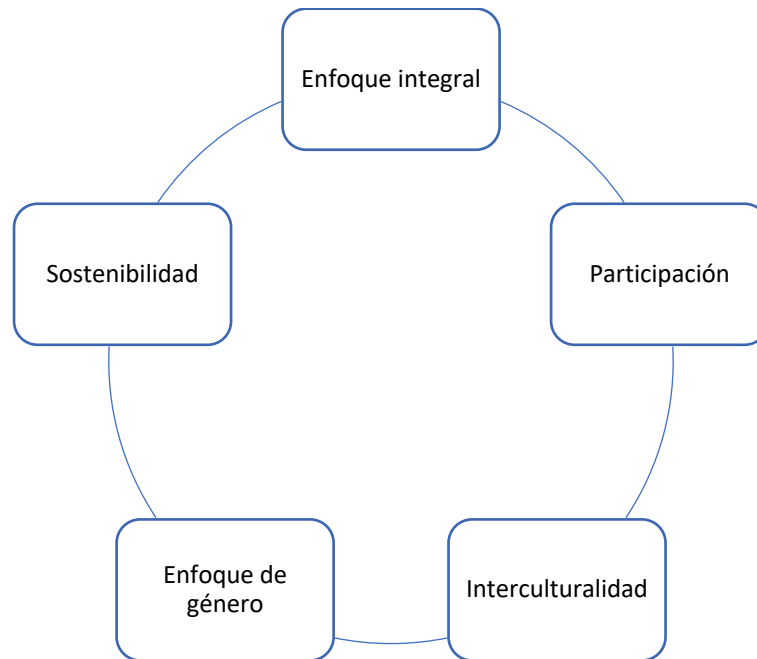 Enfoque integral
Participación
Interculturalidad
Enfoque de
género
Sostenibilidad